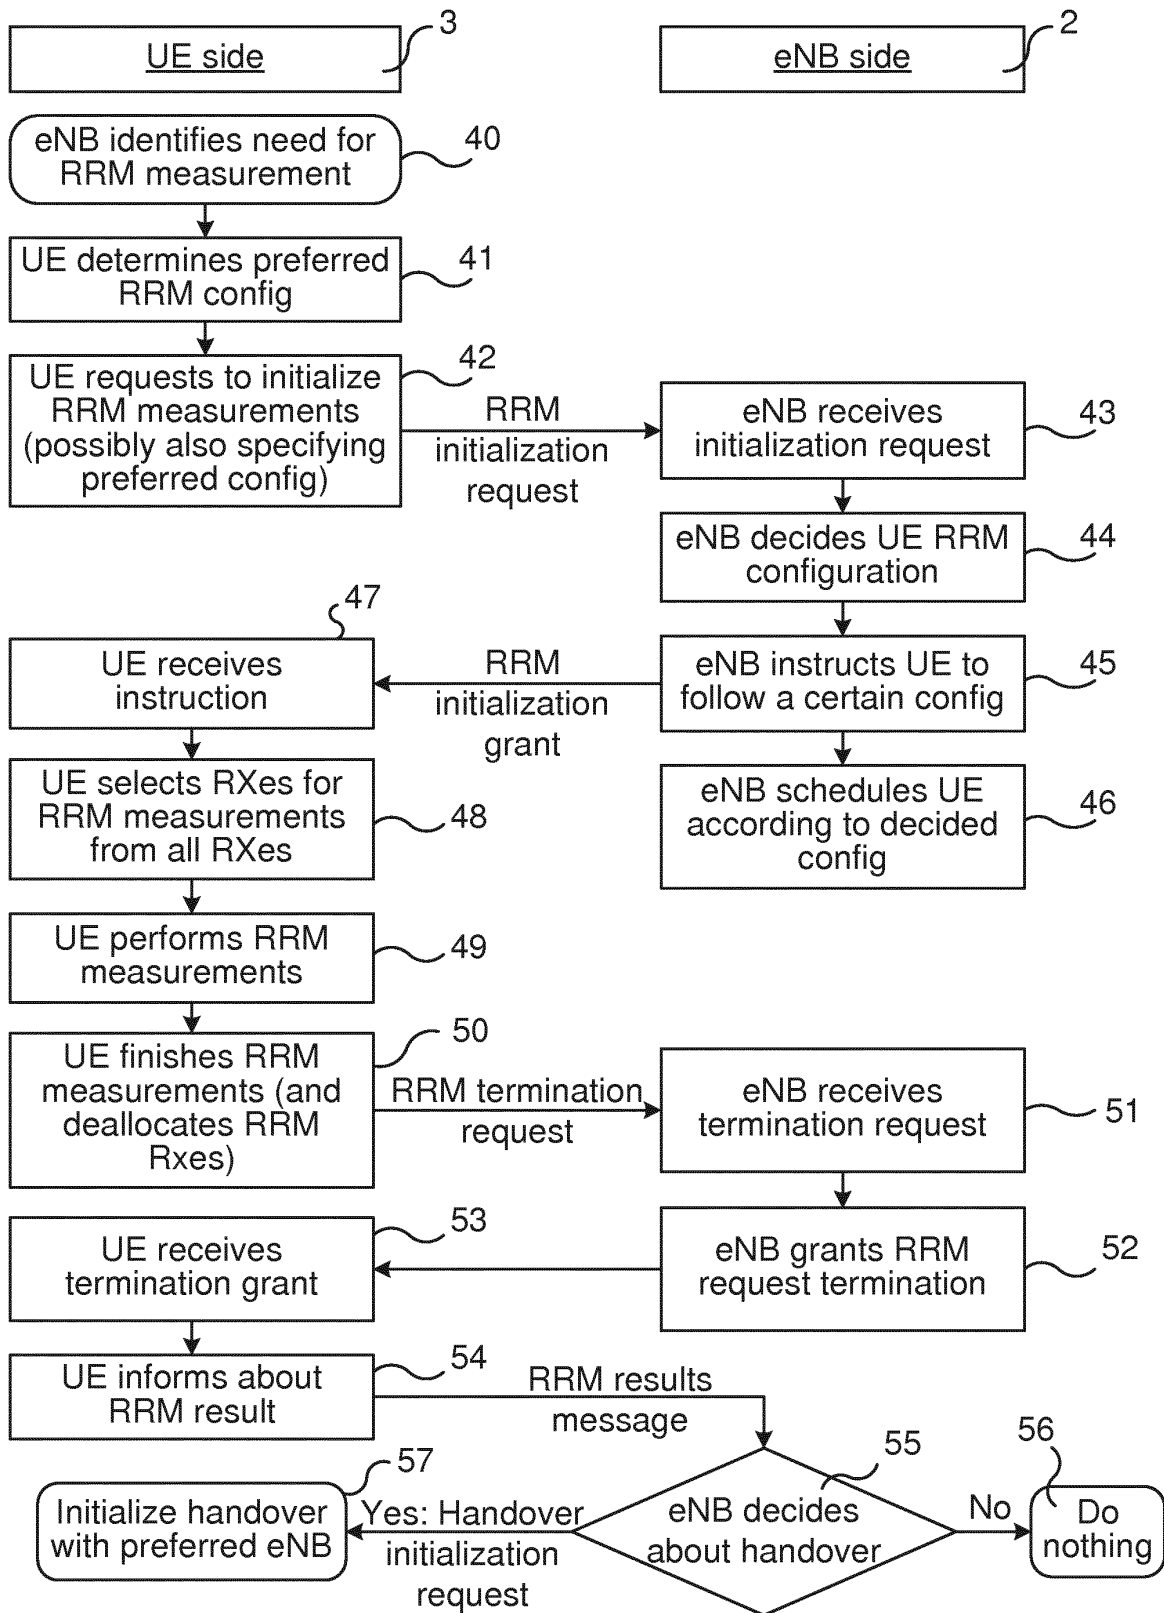 3
UE side
2
eNB side
eNB identifies need for
RRM measurement
40
UE determines preferred
RRM config
41
UE requests to initialize
RRM measurements
(possibly also specifying
preferred config)
42
RRM
initialization
request
eNB receives
initialization request
43
eNB decides UE RRM
configuration
44
47
UE receives
instruction
RRM
initialization
grant
eNB instructs UE to
follow a certain config
45
UE selects RXes for
RRM measurements
from all RXes
48
eNB schedules UE
according to decided
config
46
UE performs RRM
measurements
49
UE finishes RRM
measurements (and
deallocates RRM
Rxes)
50
RRM termination
request
eNB receives
termination request
51
UE receives
termination grant
53
eNB grants RRM
request termination
52
UE informs about
RRM result
54
RRM results
message
57
Initialize handover
with preferred eNB
Yes: Handover
initialization
request
55
eNB decides
about handover
No
56
Do
nothing